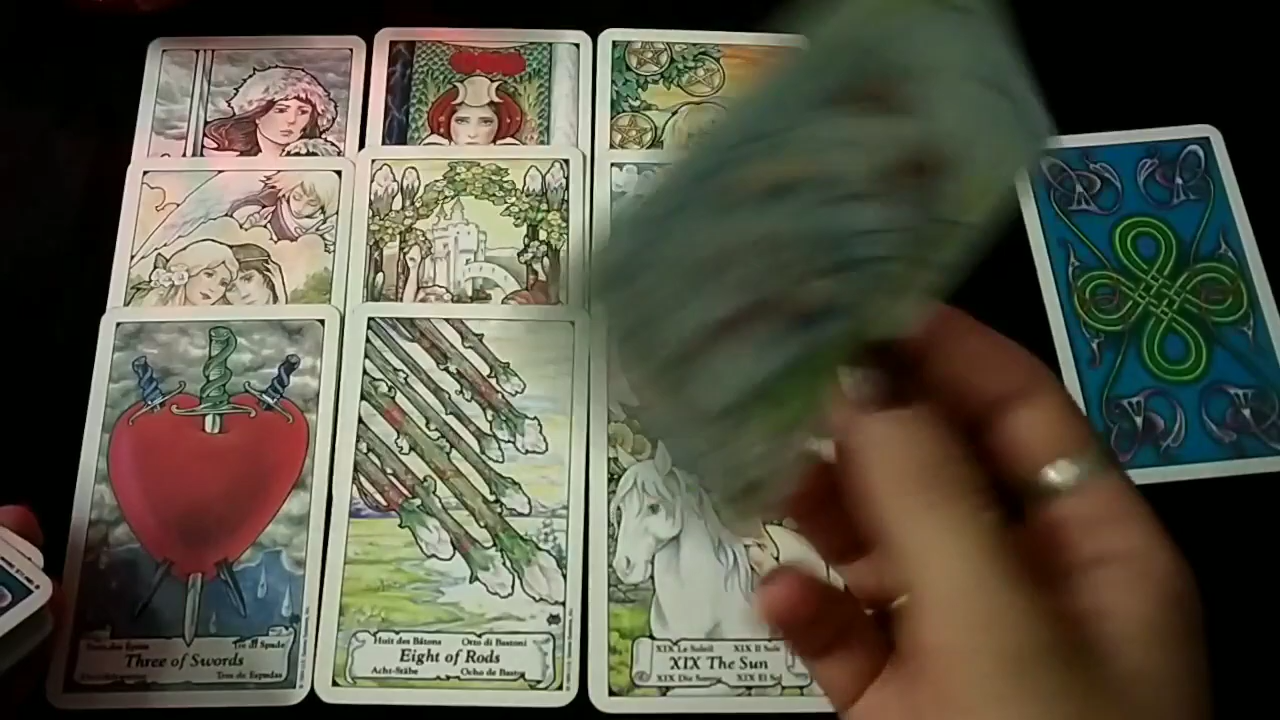 Tre di Spade
Three of Swords
Tres de Espadas
Huit des Bâtons Otto di Bastoni
Eight of Rods
Acht-Stäbe Ocho de Bastos
XIX Le Soleil XIX Il Sole
XIX The Sun
XIX Die Sonne XIX El Sol